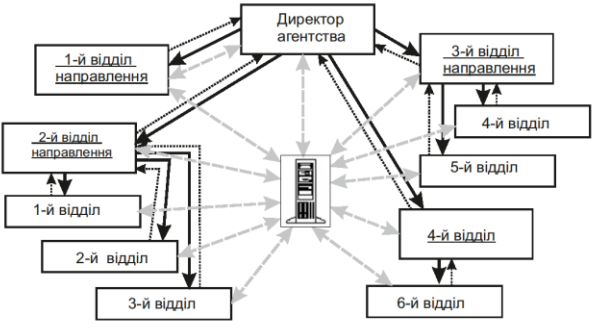 Директор
агентства
1-й відділ
направлення
3-й відділ
направлення
4-й відділ
2-й відділ
направлення
5-й відділ
1-й відділ
4-й відділ
2-й відділ
3-й відділ
6-й відділ